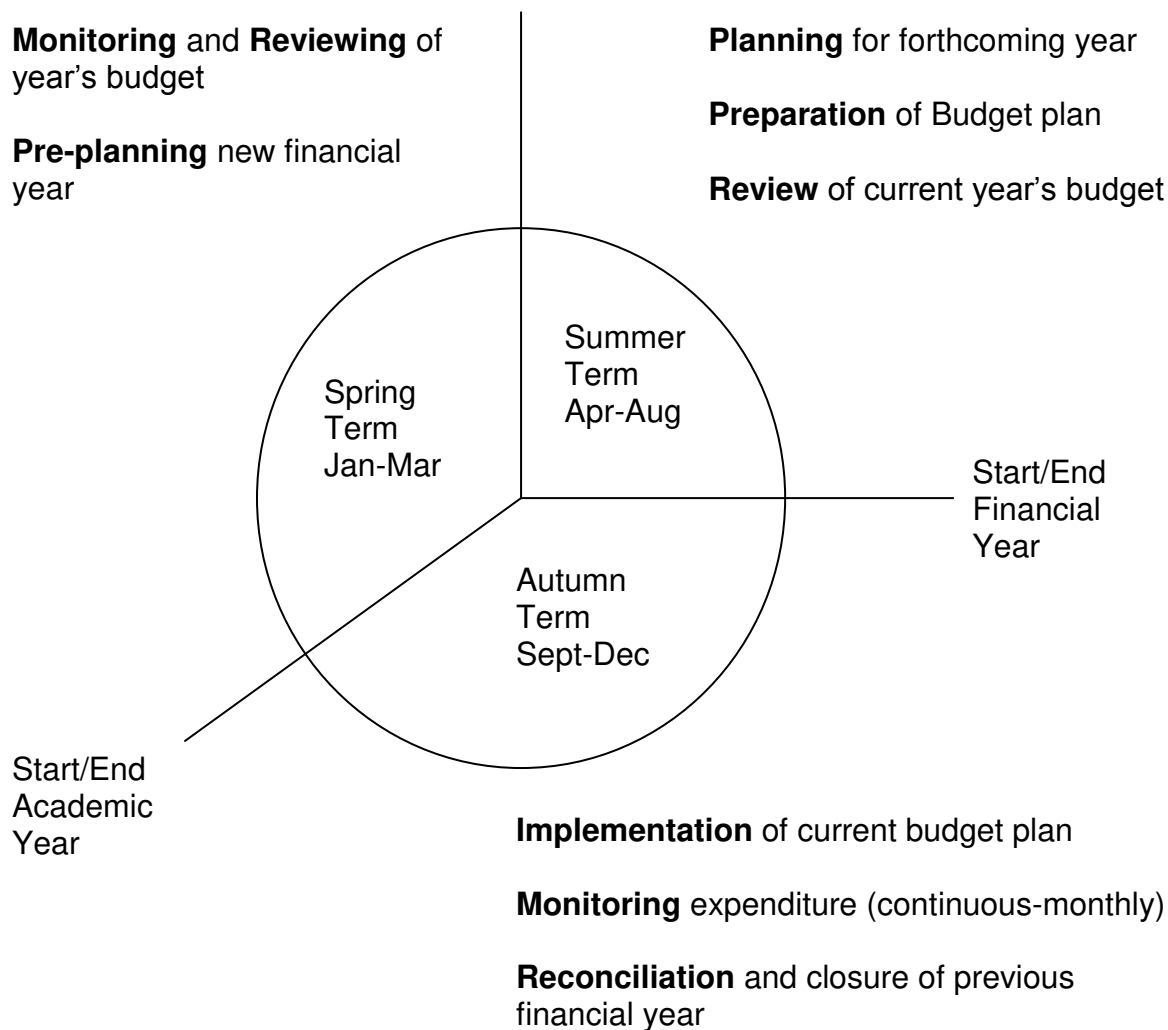 Monitoring and Reviewing of
year's budget
Pre-planning new financial
year
Planning for forthcoming year
Preparation of Budget plan
Review of current year's budget
Spring
Term
Jan-Mar
Summer
Term
Apr-Aug
Start/End
Financial
Year
Autumn
Term
Sept-Dec
Start/End
Academic
Year
Implementation of current budget plan
Monitoring expenditure (continuous-monthly)
Reconciliation and closure of previous
financial year